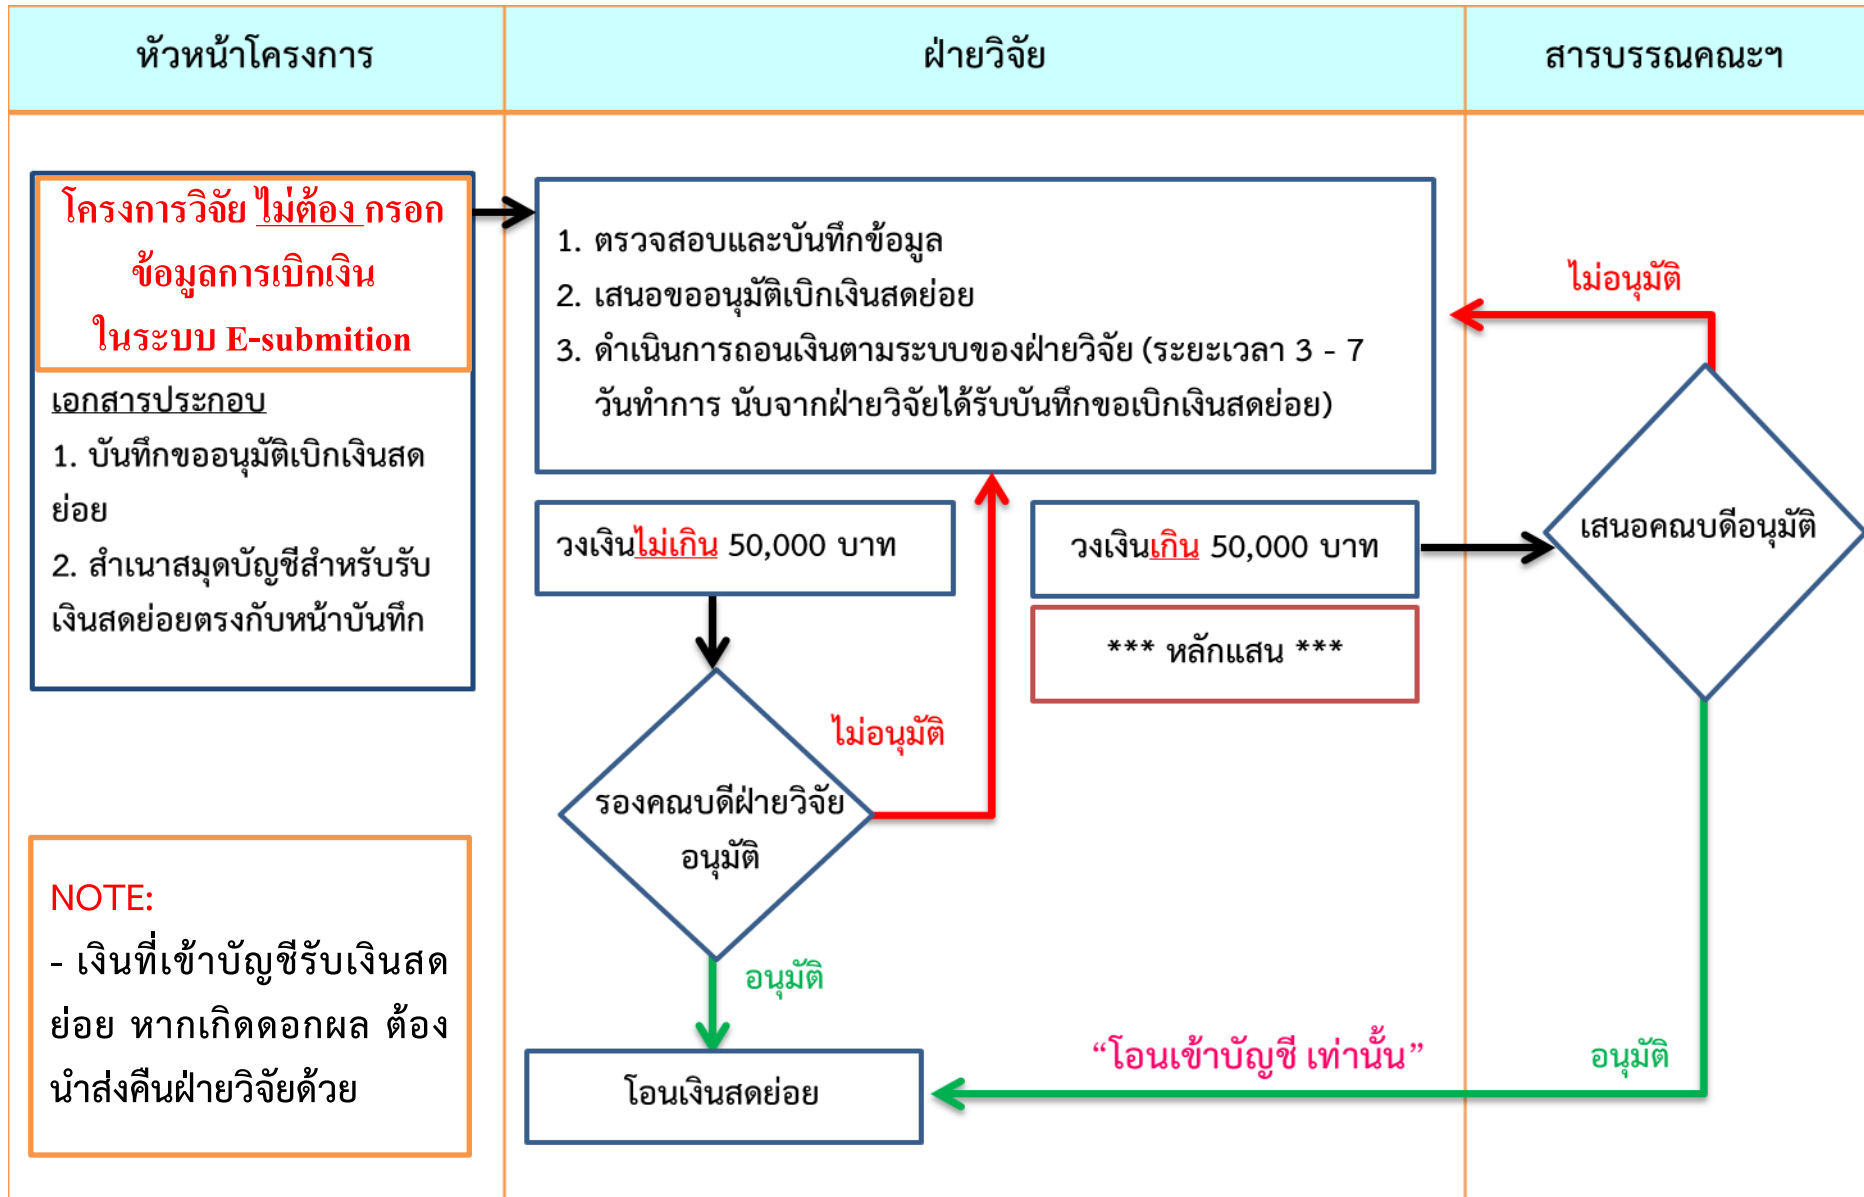 หัวหน้าโครงการ
ฝ่ายวิจัย
สารบรรณคณะฯ
โครงการวิจัย ไม่ต้อง กรอก
ข้อมูลการเบิกเงิน
ในระบบ E-submition
เอกสารประกอบ
1. บันทึกขออนุมัติเบิกเงินสด
ย่อย
2. สำเนาสมุดบัญชีสำหรับรับ
เงินสดย่อยตรงกับหน้าบันทึก
NOTE:
- เงินที่เข้าบัญชีรับเงินสด
ย่อย หากเกิดดอกผล ต้อง
นำส่งคืนฝ่ายวิจัยด้วย
1. ตรวจสอบและบันทึกข้อมูล
2. เสนอขออนุมัติเบิกเงินสดย่อย
3. ดำเนินการถอนเงินตามระบบของฝ่ายวิจัย (ระยะเวลา 3 - 7
วันทำการ นับจากฝ่ายวิจัยได้รับบันทึกขอเบิกเงินสดย่อย)
วงเงินไม่เกิน 50,000 บาท
วงเงินเกิน 50,000 บาท
*** หลักแสน ***
ไม่อนุมัติ
รองคณบดีฝ่ายวิจัย
อนุมัติ
อนุมัติ
โอนเงินสดย่อย
ไม่อนุมัติ
เสนอคณบดีอนุมัติ
อนุมัติ
“โอนเข้าบัญชี เท่านั้น”